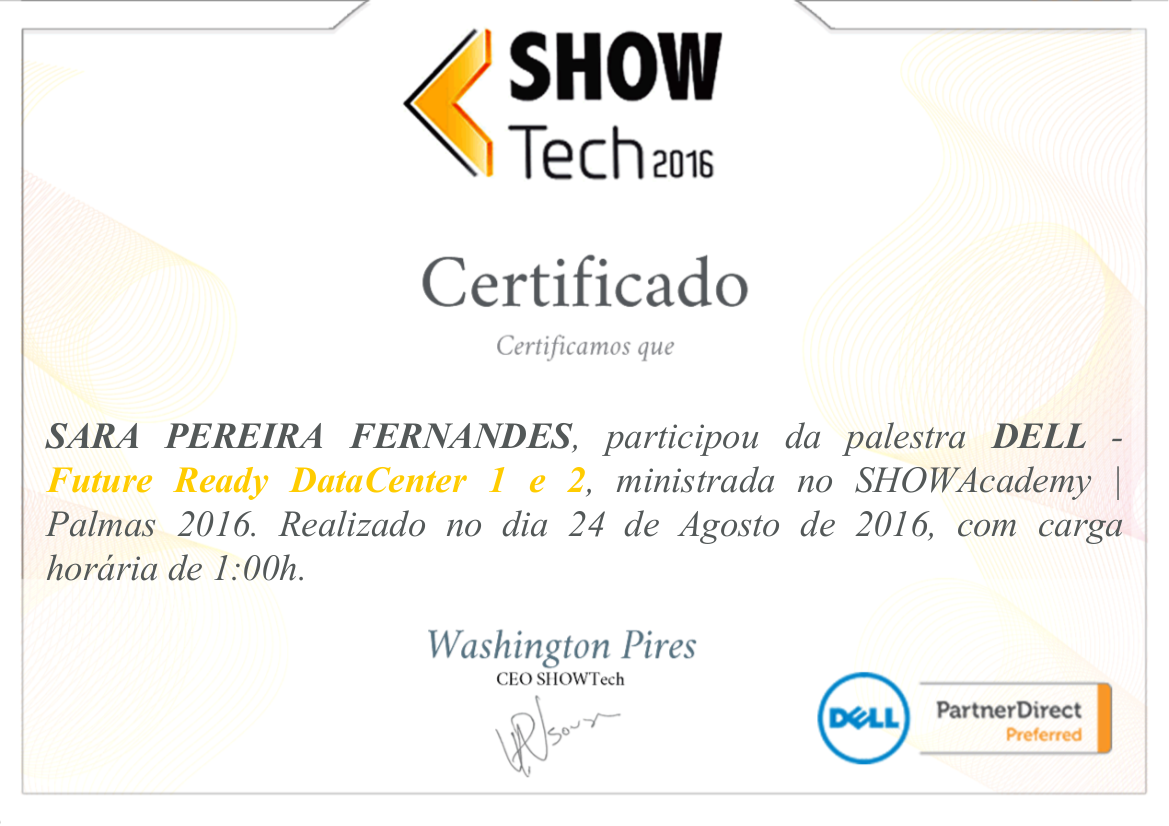 SHOW
Tech 2016
Certificado
Certificamos que
SARA PEREIRA FERNANDES, participou da palestra DELL -
Future Ready DataCenter 1 e 2, ministrada no SHOWAcademy |
Palmas 2016. Realizado no dia 24 de Agosto de 2016, com carga
horária de 1:00h.
Washington Pires
CEO SHOWTech
DELL
PartnerDirect
Preferred